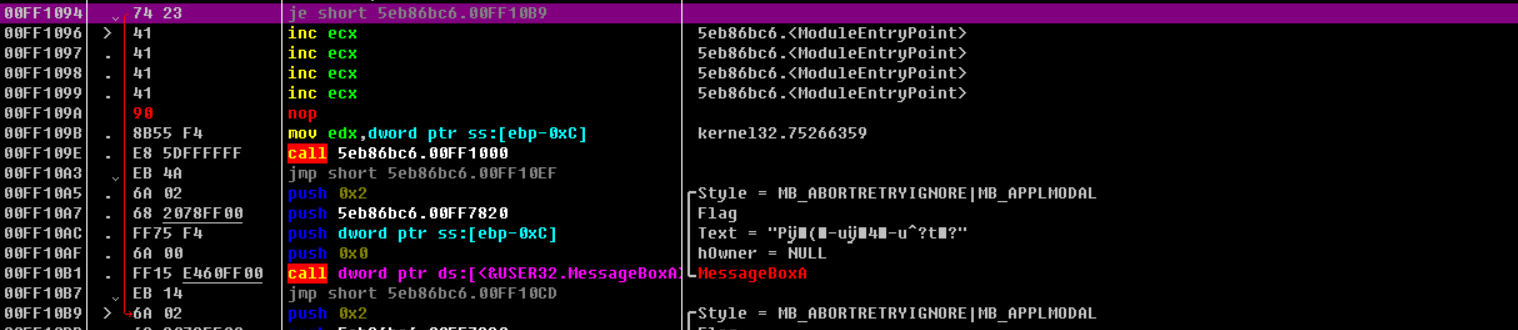 00FF1094 74 23 je short 5eb86bc6.00FF10B9
00FF1096 > 41 inc ecx 5eb86bc6.<ModuleEntryPoint>
00FF1097 . 41 inc ecx 5eb86bc6.<ModuleEntryPoint>
00FF1098 . 41 inc ecx 5eb86bc6.<ModuleEntryPoint>
00FF1099 . 41 inc ecx 5eb86bc6.<ModuleEntryPoint>
00FF109A 90 nop
00FF109B . 8B55 F4 mov edx,dword ptr ss:[ebp-0xC] kernel32.75266359
00FF109E . E8 5DFFFFFF call 5eb86bc6.00FF1000
00FF10A3 EB 4A jmp short 5eb86bc6.00FF10EF
00FF10A5 . 6A 02 push 0x2 Style = MB_ABORTRETRYIGNORE|MB_APPLMODAL
00FF10A7 . 68 2078FF00 push 5eb86bc6.00FF7820 Flag
00FF10AC . FF75 F4 push dword ptr ss:[ebp-0xC] Text =
00FF10AF . 6A 00 push 0x0 hOwner = NULL
00FF10B1 . FF15 E460FF00 call dword ptr ds:[<&USER32.MessageBoxA> MessageBoxA
00FF10B7 EB 14 jmp short 5eb86bc6.00FF10CD
00FF10B9 > 6A 02 push 0x2 Style = MB_ABORTRETRYIGNORE|MB_APPLMODAL